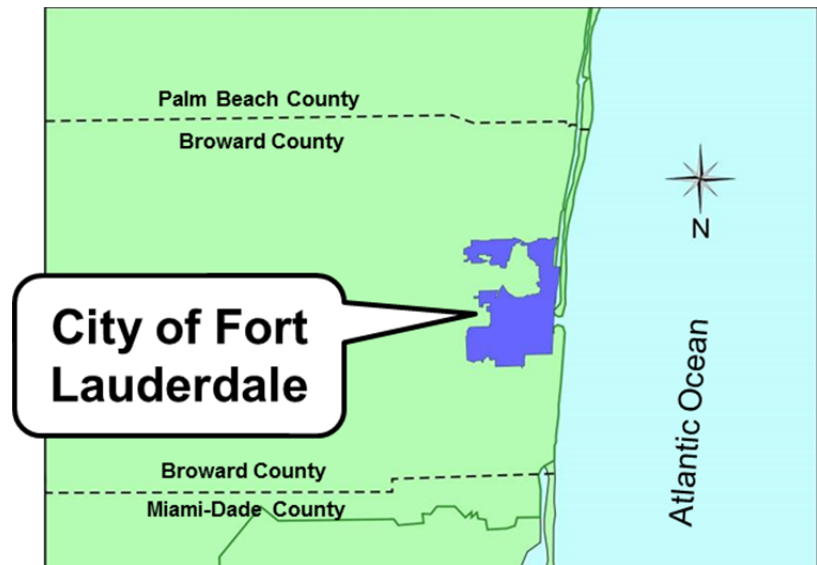 Palm Beach County
Broward County
N
City of Fort
Lauderdale
Atlantic Ocean
Broward County
Miami-Dade County